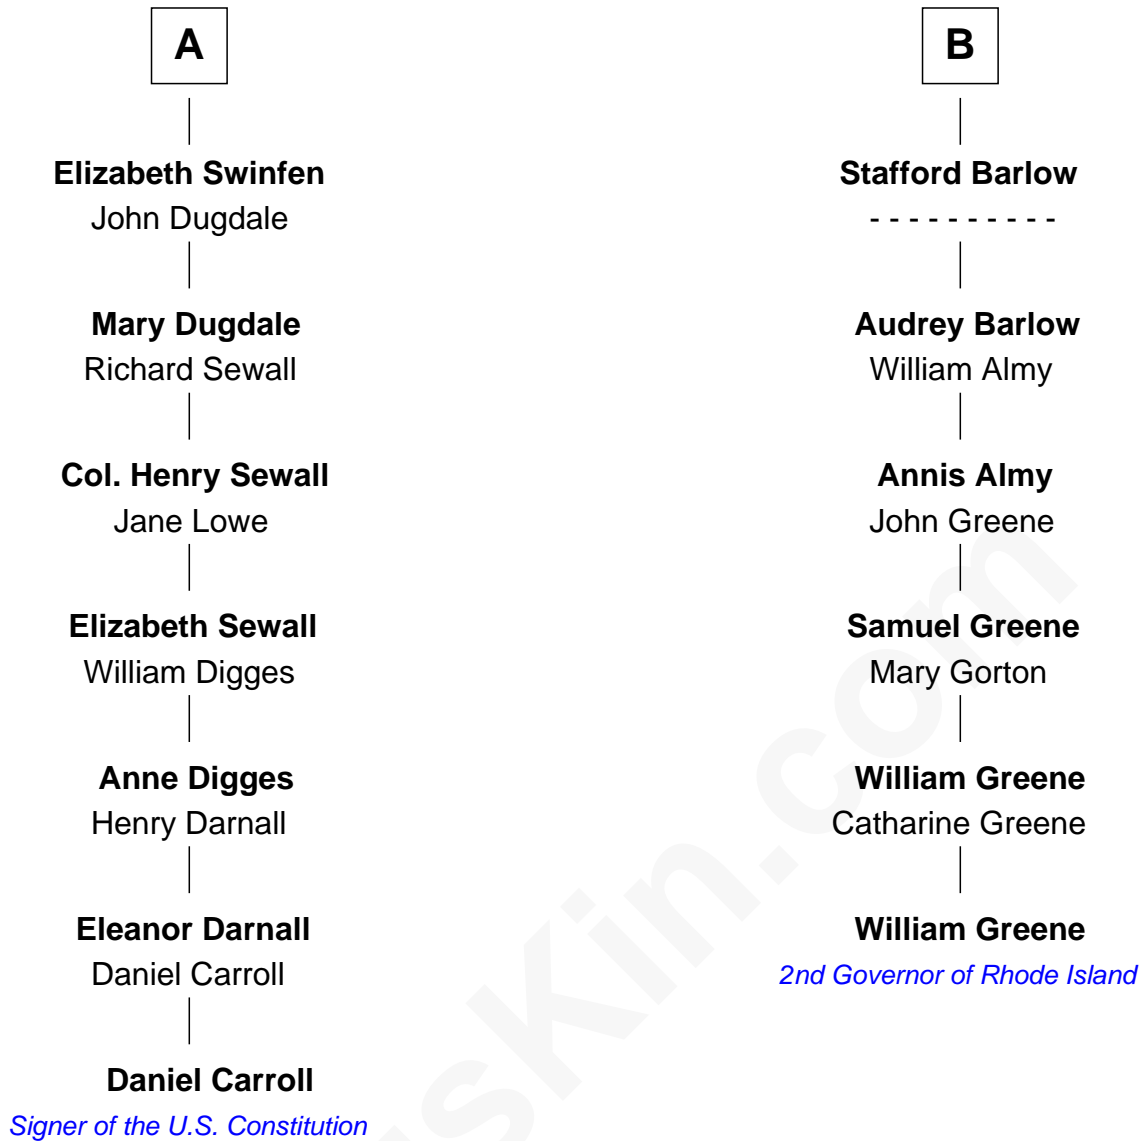 A
Elizabeth Swinfen
John Dugdale
Mary Dugdale
Richard Sewall
Col. Henry Sewall
Jane Lowe
Elizabeth Sewall
William Digges
Anne Digges
Henry Darnall
Eleanor Darnall
Daniel Carroll
Daniel Carroll
Signer of the U.S. Constitution
B
Stafford Barlow
- - - - - - - - - -
Audrey Barlow
William Almy
Annis Almy
John Greene
Samuel Greene
Mary Gorton
William Greene
Catharine Greene
William Greene
2nd Governor of Rhode Island